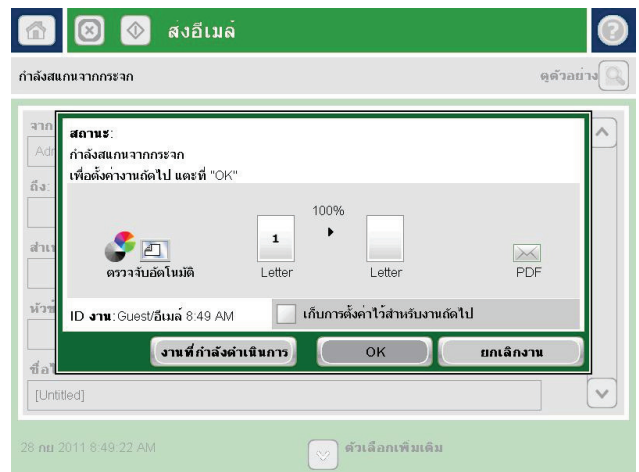 ส่งอีเมล์
กำลังสแกนจากกระจก
ดูตัวอย่าง
จาก
Adr
ถึง:
สถานะ:
กำลังสแกนจากกระจก
เพื่อตั้งค่างานถัดไป แตะที่ "OK"
100%
1
ตรวจจับอัตโนมัติ
Letter
Letter
PDF
ID งาน: Guest/อีเมล์ 8:49 AM
เก็บการตั้งค่าไว้สำหรับงานถัดไป
งานที่กำลังดำเนินการ
OK
ยกเลิกงาน
[Untitled]
28 กย 2011 8:49:22 AM
ตัวเลือกเพิ่มเติม